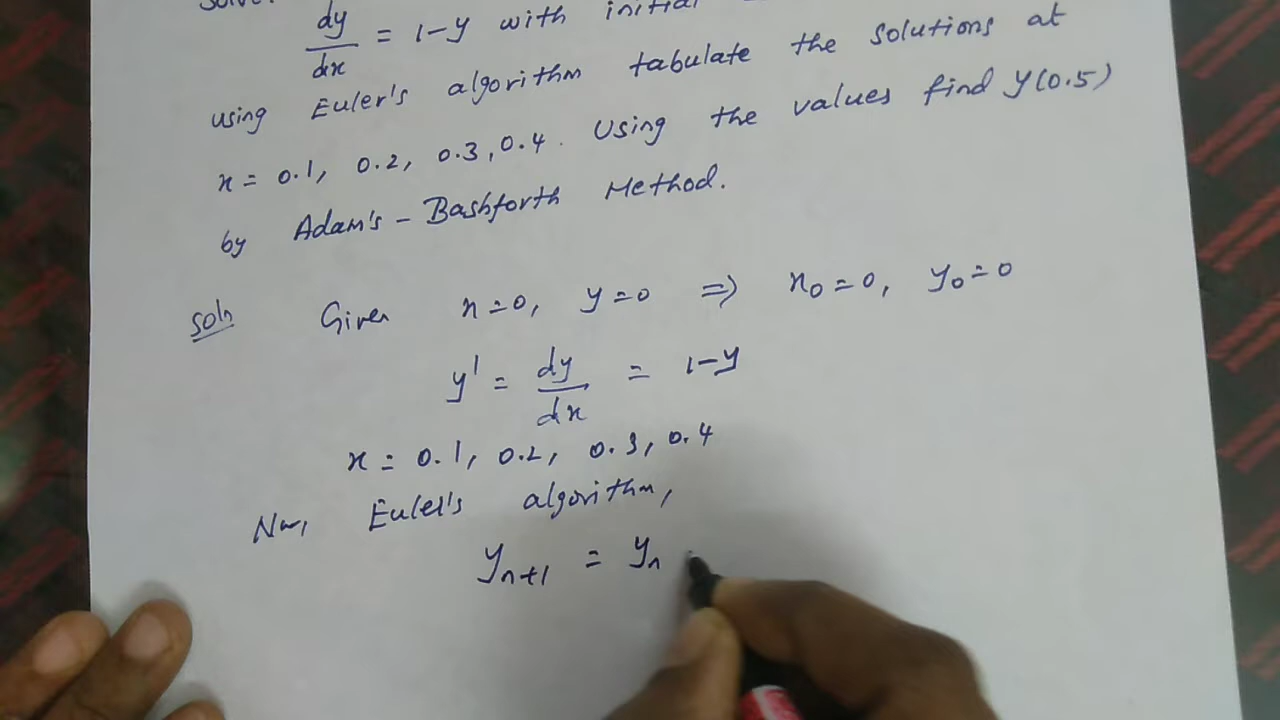 Solve:
dy/dx = 1-y with initial
using Euler's algorithm tabulate the solutions at
x = 0.1, 0.2, 0.3, 0.4. Using the values find y(0.5)
by Adam's - Bashforth Method.
Soln Given x=0, y=0 ⇒ x₀=0, y₀=0
y' = dy/dx = 1-y
x = 0.1, 0.2, 0.3, 0.4
Now, Euler's algorithm,
yₙ₊₁ = yₙ